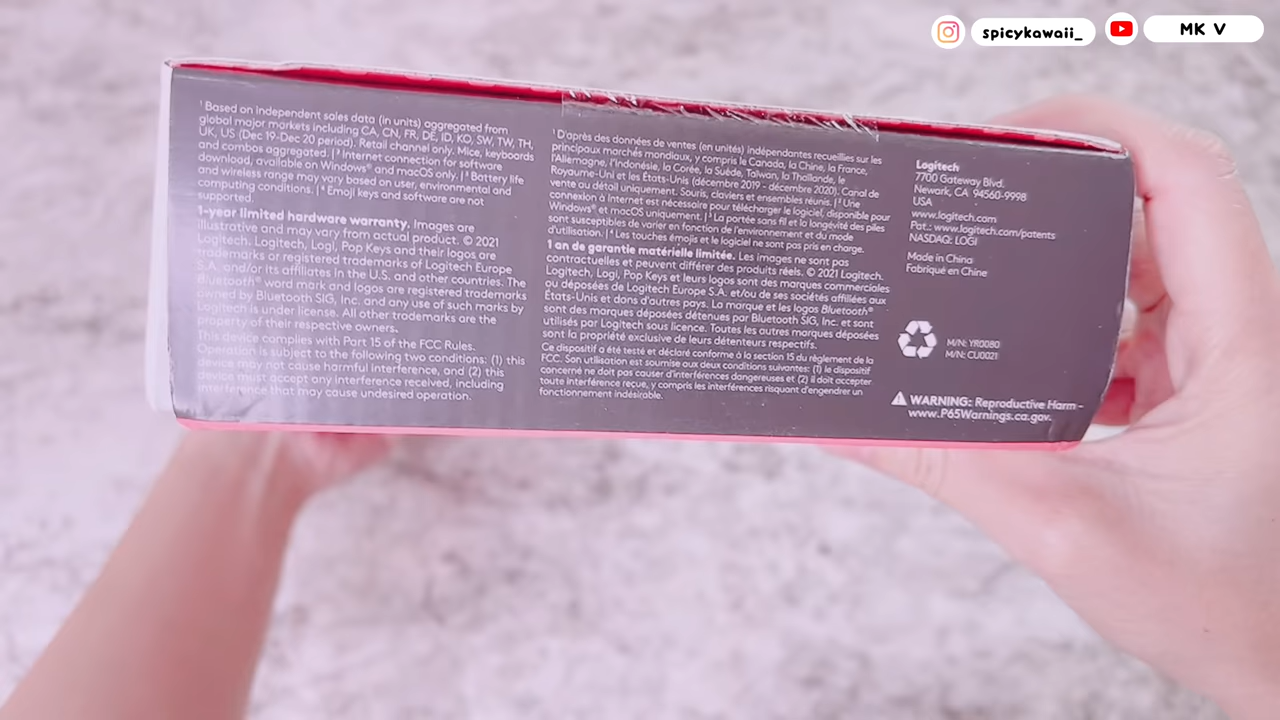 spicykawaii_
MK V
¹ Based on independent sales data (in units) aggregated from
global major markets including CA, CN, FR, DE, ID, KO, SW, TW, TH,
UK, US (Dec 19-Dec 20 period). Retail channel only. Mice, keyboards
and combos aggregated. | ² Internet connection for software
download, available on Windows® and macOS only. | ³ Battery life
and wireless range may vary based on user, environmental and
computing conditions. | ⁴ Emoji keys and software are not
supported.
1-year limited hardware warranty. Images are
illustrative and may vary from actual product. © 2021
Logitech. Logitech, Logi, Pop Keys and their logos are
trademarks or registered trademarks of Logitech Europe
S.A. and/or its affiliates in the U.S. and other countries. The
Bluetooth® word mark and logos are registered trademarks
owned by Bluetooth SIG, Inc. and any use of such marks by
Logitech is under license. All other trademarks are the
property of their respective owners.
This device complies with Part 15 of the FCC Rules.
Operation is subject to the following two conditions: (1) this
device may not cause harmful interference, and (2) this
device must accept any interference received, including
interference that may cause undesired operation.
¹ D'après des données de ventes (en unités) indépendantes recueillies sur les
principaux marchés mondiaux, y compris le Canada, la Chine, la France,
l'Allemagne, l'Indonésie, la Corée, la Suède, Taïwan, la Thaïlande, le
Royaume-Uni et les États-Unis (décembre 2019 - décembre 2020). Canal de
vente au détail uniquement. Souris, claviers et ensembles réunis. | ² Une
connexion à Internet est nécessaire pour télécharger le logiciel, disponible pour
Windows® et macOS uniquement. | ³ La portée sans fil et la longévité des piles
sont susceptibles de varier en fonction de l'environnement et du mode
d'utilisation. | ⁴ Les touches émojis et le logiciel ne sont pas pris en charge.
1 an de garantie matérielle limitée. Les images ne sont pas
contractuelles et peuvent différer des produits réels. © 2021 Logitech.
Logitech, Logi, Pop Keys et leurs logos sont des marques commerciales
ou déposées de Logitech Europe S.A. et/ou de ses sociétés affiliées aux
États-Unis et dans d'autres pays. La marque et les logos Bluetooth®
sont des marques déposées détenues par Bluetooth SIG, Inc. et sont
utilisés par Logitech sous licence. Toutes les autres marques déposées
sont la propriété exclusive de leurs détenteurs respectifs.
Ce dispositif a été testé et déclaré conforme à la section 15 du règlement de la
FCC. Son utilisation est soumise aux deux conditions suivantes: (1) le dispositif
concerné ne doit pas causer d'interférences dangereuses et (2) il doit accepter
toute interférence reçue, y compris les interférences risquant d'engendrer un
fonctionnement indésirable.
Logitech
7700 Gateway Blvd.
Newark, CA 94560-9998
USA
www.logitech.com
Pat.: www.logitech.com/patents
NASDAQ: LOGI
Made in China
Fabriqué en Chine
M/N: YR0080
M/N: CU0021
WARNING: Reproductive Harm -
www.P65Warnings.ca.gov.